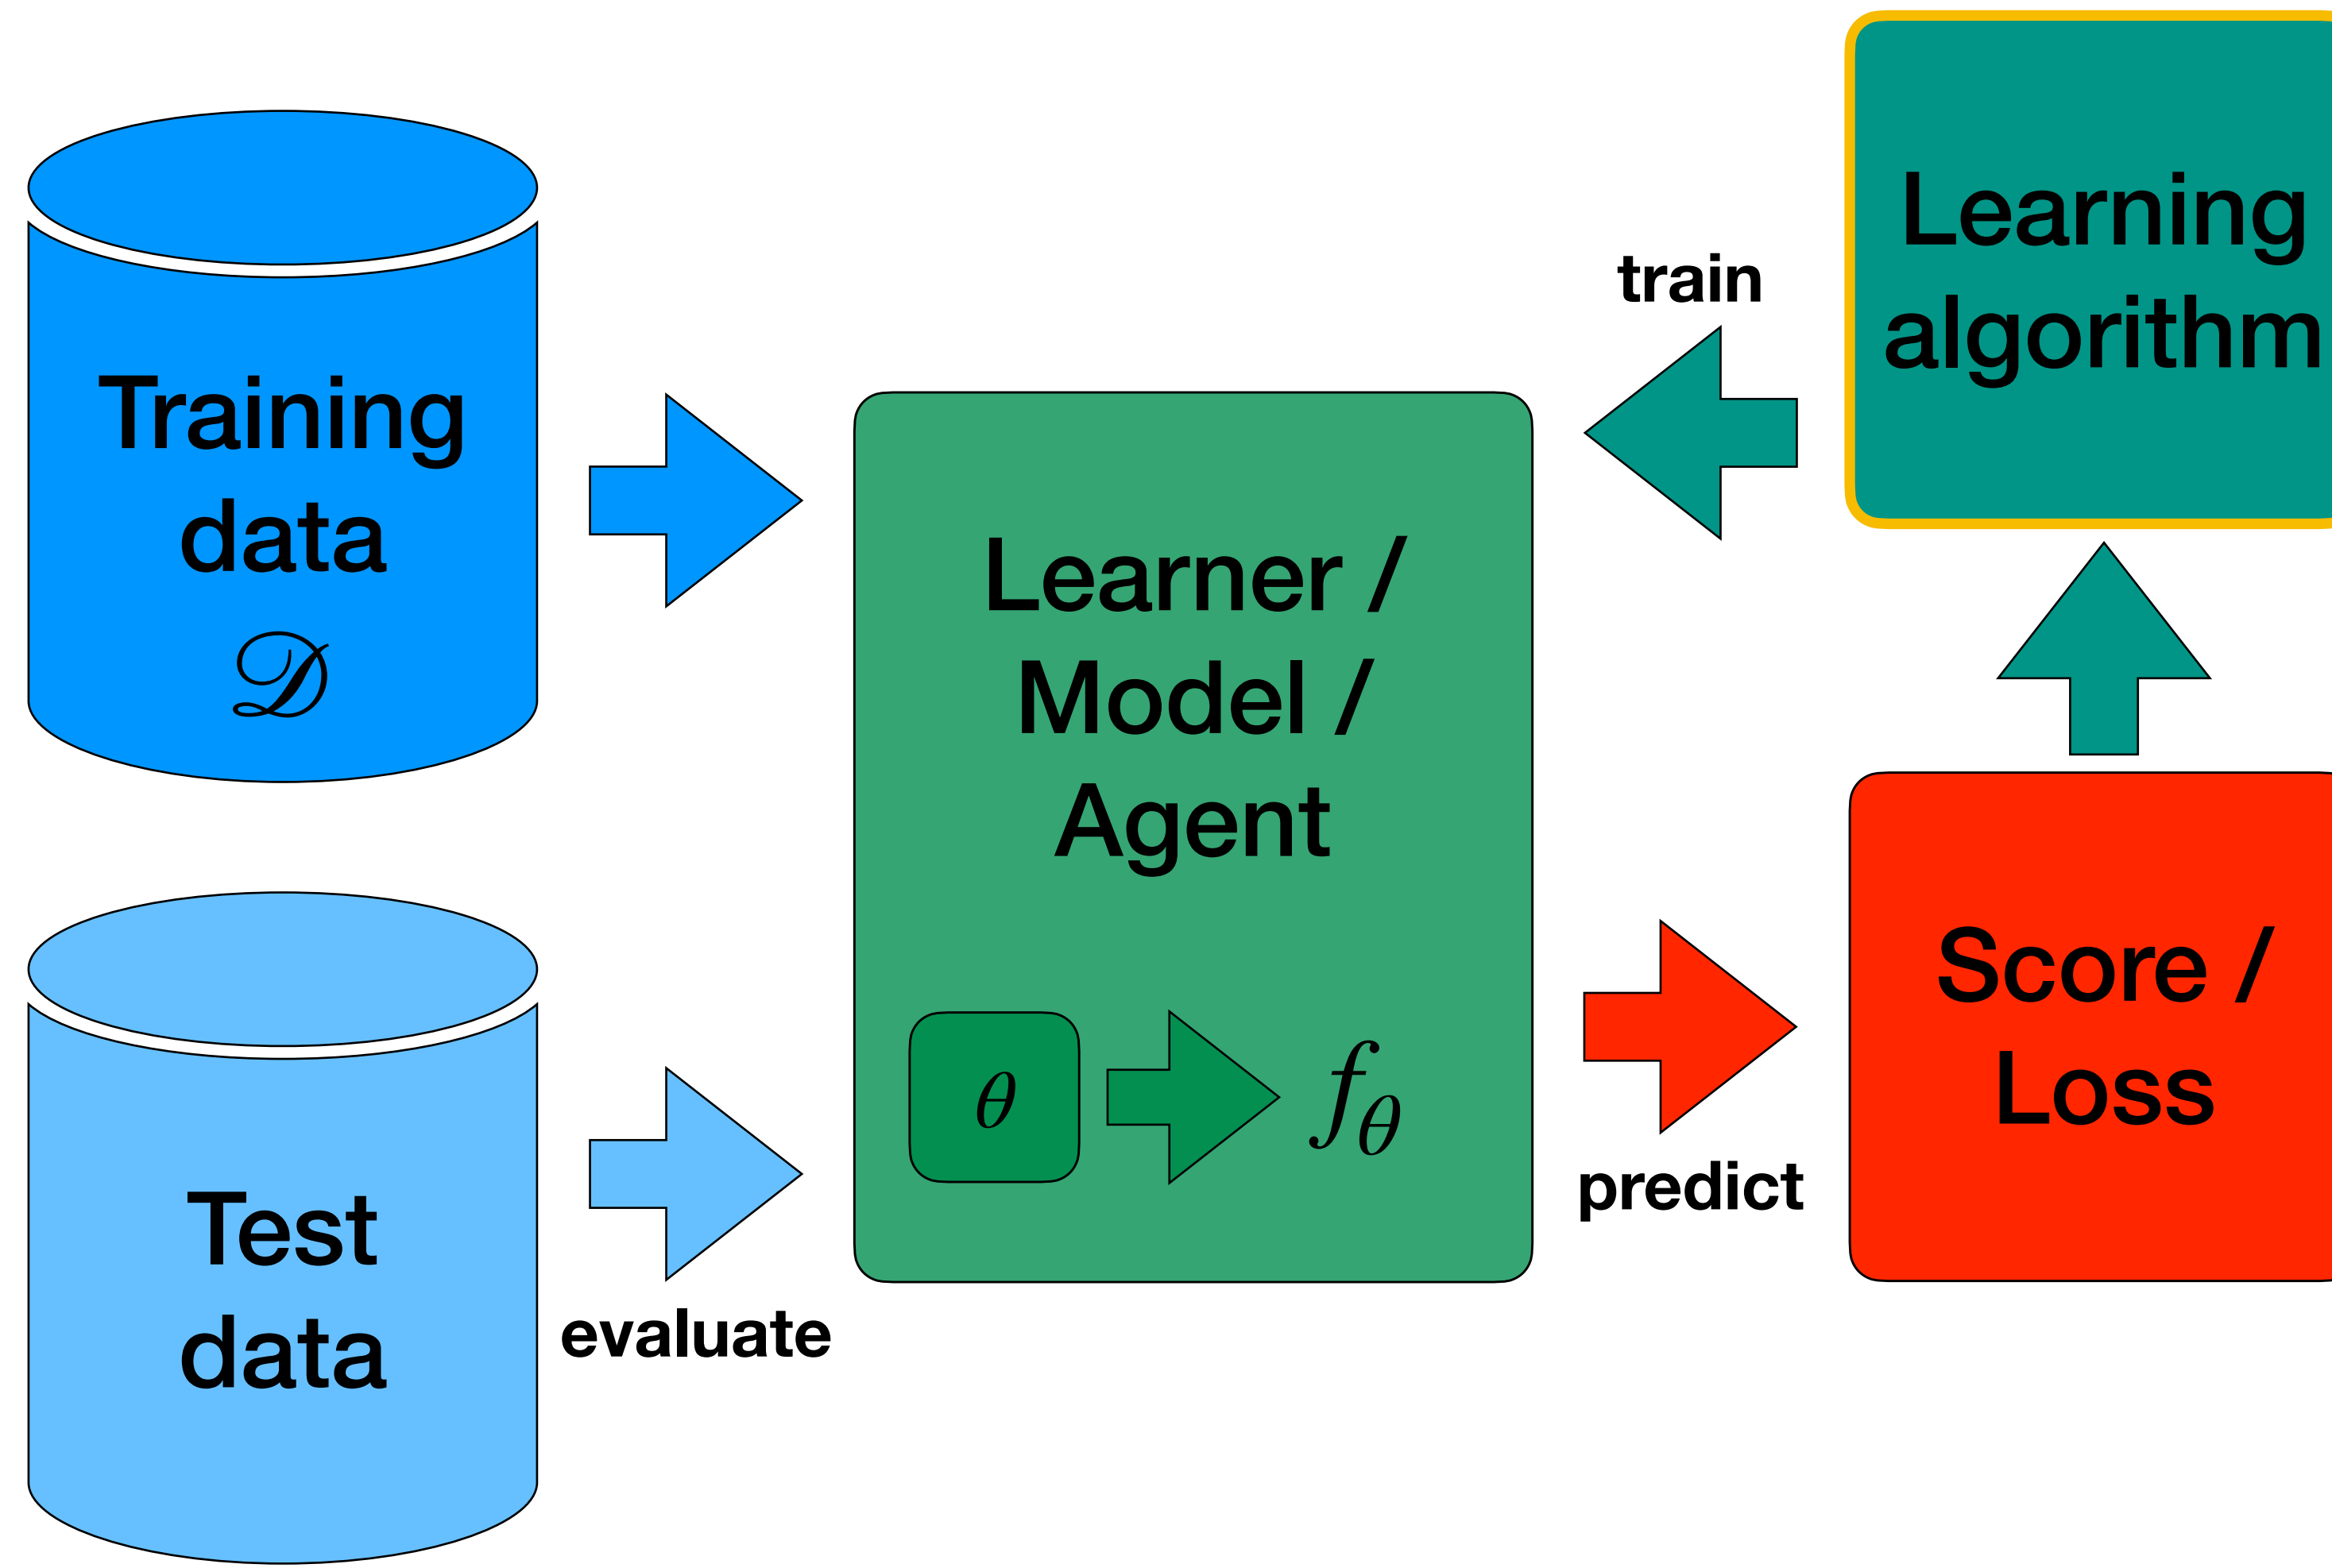 Training
data
𝒟
Test
data
evaluate
Learner /
Model /
Agent
θ
f_θ
train
predict
Learning
algorithm
Score /
Loss